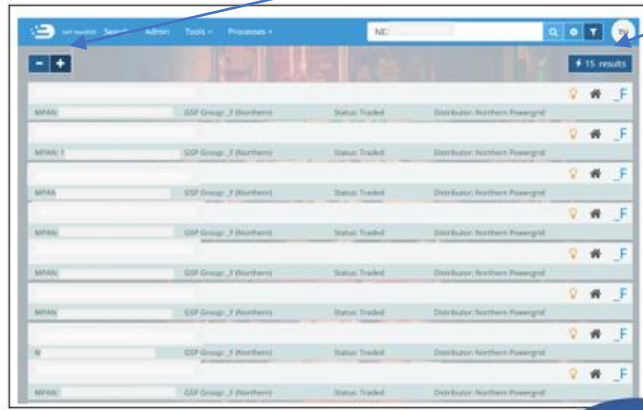 Search Admin Tools Processes NE
15 results
_F
MPAN: GSP Group: _F (Northern) Status: Traded Distributor: Northern Powergrid
_F
MPAN: 1 GSP Group: _F (Northern) Status: Traded Distributor: Northern Powergrid
_F
MPAN: GSP Group: _F (Northern) Status: Traded Distributor: Northern Powergrid
_F
MPAN: GSP Group: _F (Northern) Status: Traded Distributor: Northern Powergrid
_F
MPAN: GSP Group: _F (Northern) Status: Traded Distributor: Northern Powergrid
_F
MPAN: GSP Group: _F (Northern) Status: Traded Distributor: Northern Powergrid
_F
M GSP Group: _F (Northern) Status: Traded Distributor: Northern Powergrid
_F
MPAN: GSP Group: _F (Northern) Status: Traded Distributor: Northern Powergrid